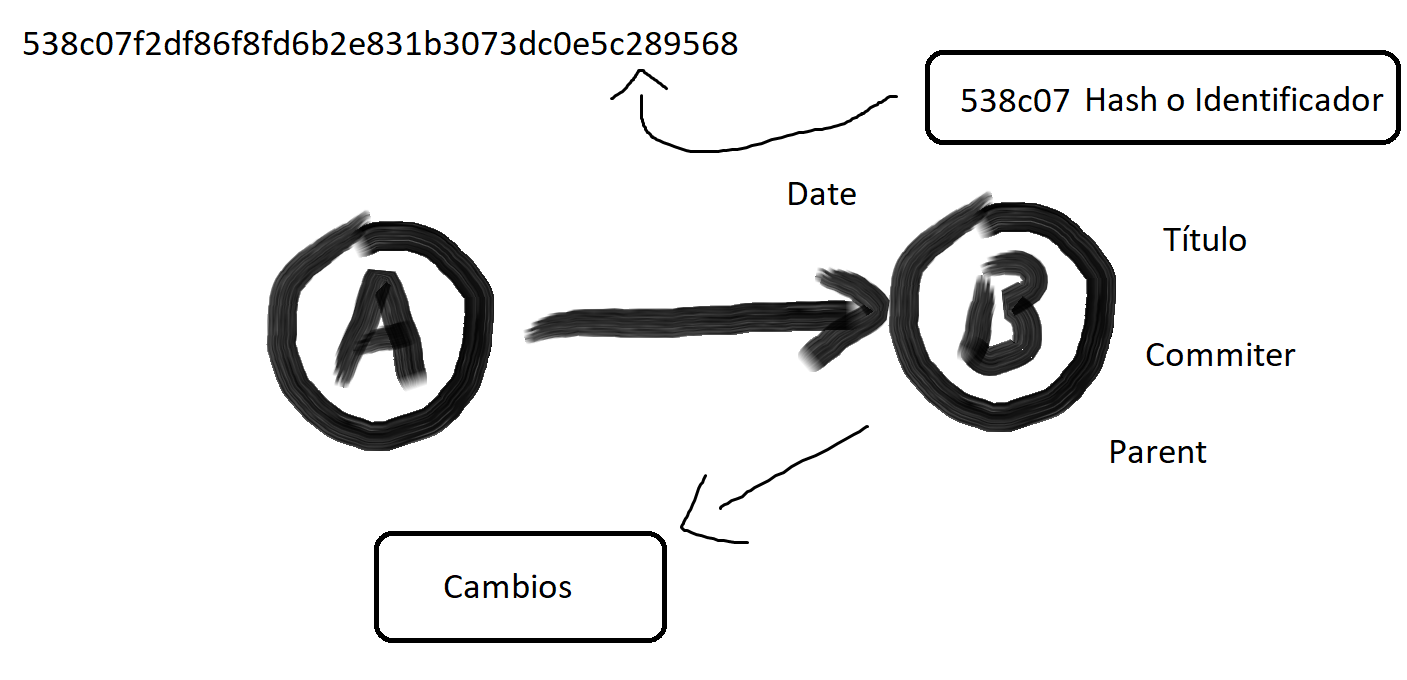 538c07f2df86f8fd6b2e831b3073dc0e5c289568
538c07 Hash o Identificador
Date
Título
A
B
Commiter
Parent
Cambios